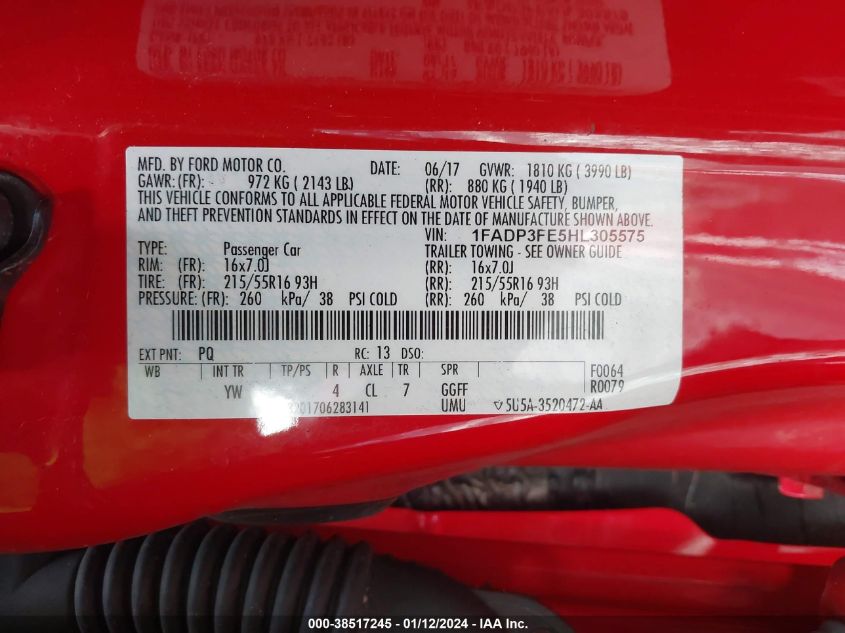 MFD. BY FORD MOTOR CO. DATE: 06/17 GVWR: 1810 KG ( 3990 LB)
GAWR:(FR): 972 KG ( 2143 LB) (RR): 880 KG ( 1940 LB)
THIS VEHICLE CONFORMS TO ALL APPLICABLE FEDERAL MOTOR VEHICLE SAFETY, BUMPER,
AND THEFT PREVENTION STANDARDS IN EFFECT ON THE DATE OF MANUFACTURE SHOWN ABOVE.
VIN: 1FADP3FE5HL305575
TYPE: Passenger Car TRAILER TOWING - SEE OWNER GUIDE
RIM: (FR): 16x7.0J (RR): 16x7.0J
TIRE: (FR): 215/55R16 93H (RR): 215/55R16 93H
PRESSURE: (FR): 260 kPa/ 38 PSI COLD (RR): 260 kPa/ 38 PSI COLD
EXT PNT: PQ RC: 13 DSO:
WB INT TR TP/PS R AXLE TR SPR F0064
YW 4 CL 7 GGFF R0079
201706283141 UMU 5U5A-3520472-AA
000-38517245 - 01/12/2024 - IAAI.COM